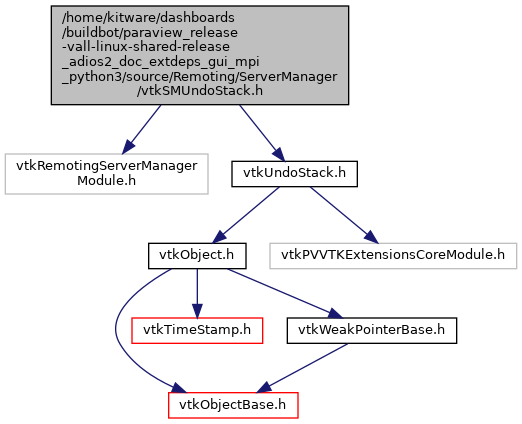 /home/kitware/dashboards
/buildbot/paraview_release
-vall-linux-shared-release
_adios2_doc_extdeps_gui_mpi
_python3/source/Remoting/ServerManager
/vtkSMUndoStack.h
vtkRemotingServerManager
Module.h
vtkUndoStack.h
vtkObject.h
vtkPVVTKExtensionsCoreModule.h
vtkTimeStamp.h
vtkWeakPointerBase.h
vtkObjectBase.h